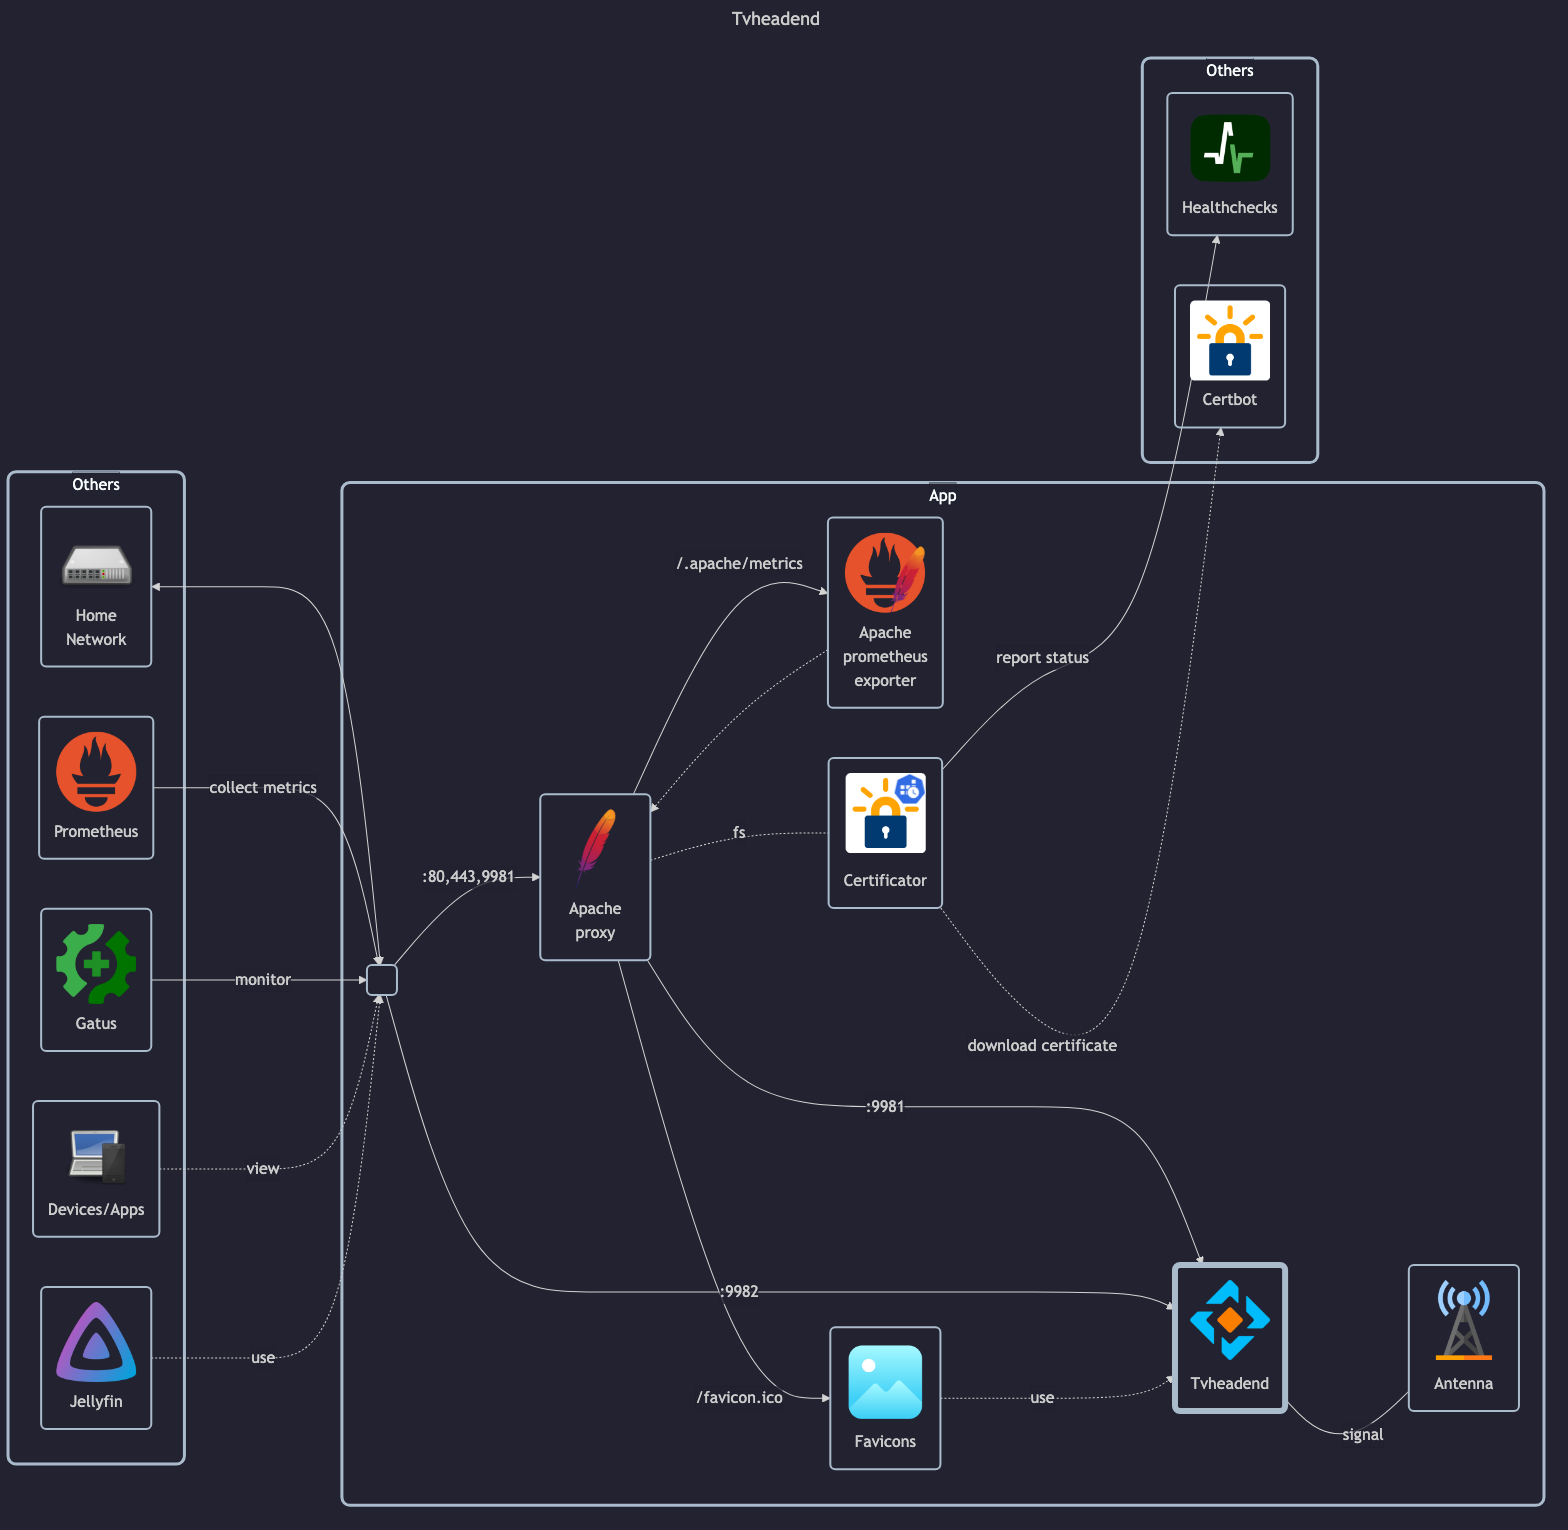 Tvheadend
Others
Healthchecks
Certbot
Others
Home
Network
Prometheus
Gatus
Devices/Apps
Jellyfin
collect metrics
monitor
view
use
App
:80,443,9981
Apache
proxy
/.apache/metrics
Apache
prometheus
exporter
report status
fs
Certificator
download certificate
:9981
:9982
/favicon.ico
Favicons
use
Tvheadend
signal
Antenna